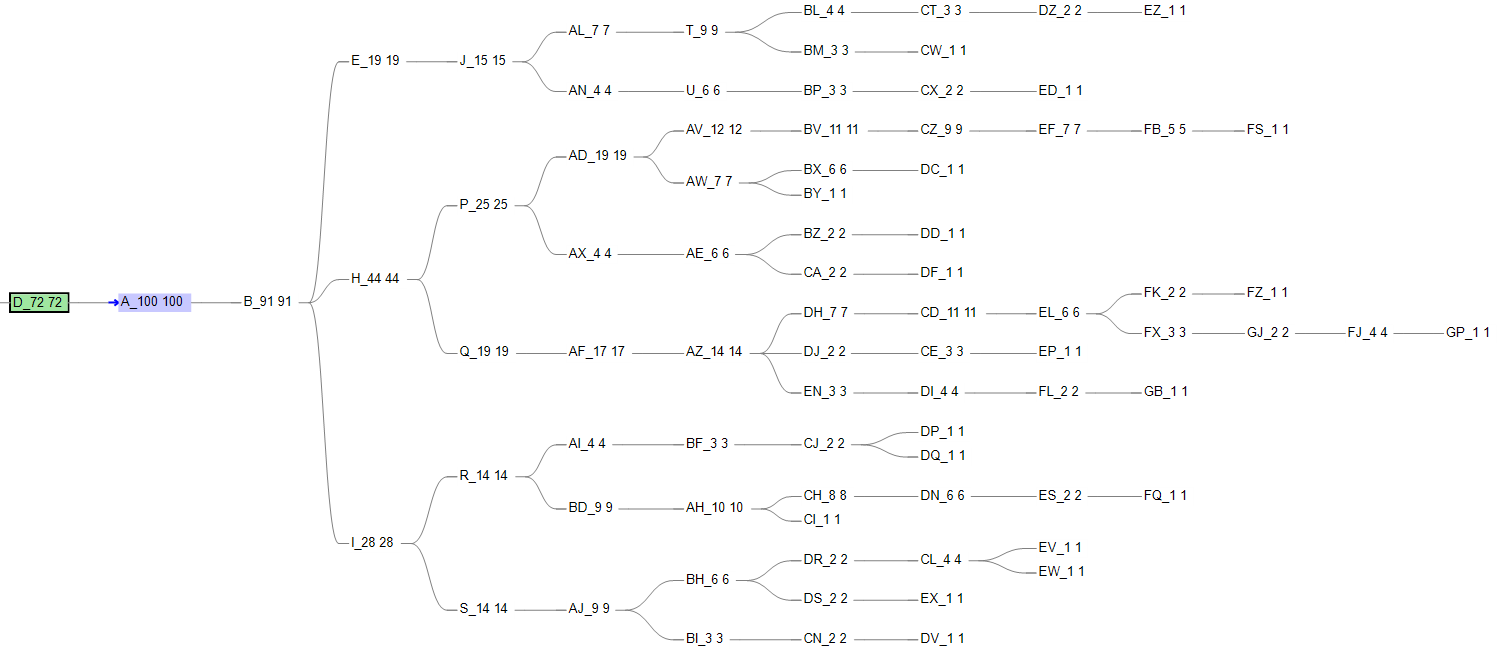 BL_4 4 CT_3 3 DZ_2 2 EZ_1 1
AL_7 7 T_9 9
BM_3 3 CW_1 1
E_19 19 J_15 15
AN_4 4 U_6 6 BP_3 3 CX_2 2 ED_1 1
AV_12 12 BV_11 11 CZ_9 9 EF_7 7 FB_5 5 FS_1 1
AD_19 19
BX_6 6 DC_1 1
AW_7 7
BY_1 1
P_25 25
BZ_2 2 DD_1 1
AX_4 4 AE_6 6
CA_2 2 DF_1 1
H_44 44
FK_2 2 FZ_1 1
D_72 72 A_100 100 B_91 91
DH_7 7 CD_11 11 EL_6 6
FX_3 3 GJ_2 2 FJ_4 4 GP_1 1
Q_19 19 AF_17 17 AZ_14 14 DJ_2 2 CE_3 3 EP_1 1
EN_3 3 DI_4 4 FL_2 2 GB_1 1
DP_1 1
AI_4 4 BF_3 3 CJ_2 2
DQ_1 1
R_14 14
CH_8 8 DN_6 6 ES_2 2 FQ_1 1
BD_9 9 AH_10 10
CI_1 1
I_28 28
EV_1 1
DR_2 2 CL_4 4
EW_1 1
BH_6 6
DS_2 2 EX_1 1
S_14 14 AJ_9 9
BI_3 3 CN_2 2 DV_1 1